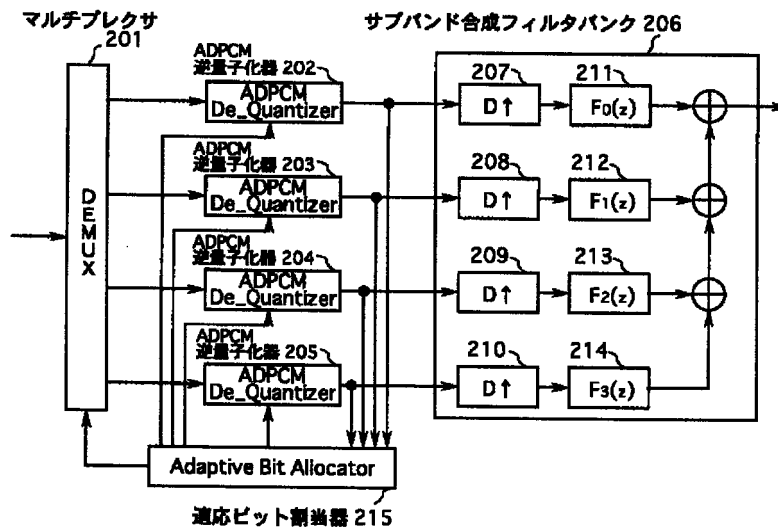 マルチプレクサ
201
サブバンド合成フィルタバンク 206
ADPCM
逆量子化器 202
ADPCM
De_Quantizer
207
D↑
211
F0(z)
ADPCM
逆量子化器 203
ADPCM
De_Quantizer
208
D↑
212
F1(z)
DEMUX
ADPCM
逆量子化器 204
ADPCM
De_Quantizer
209
D↑
213
F2(z)
ADPCM
逆量子化器 205
ADPCM
De_Quantizer
210
D↑
214
F3(z)
Adaptive Bit Allocator
適応ビット割当器 215